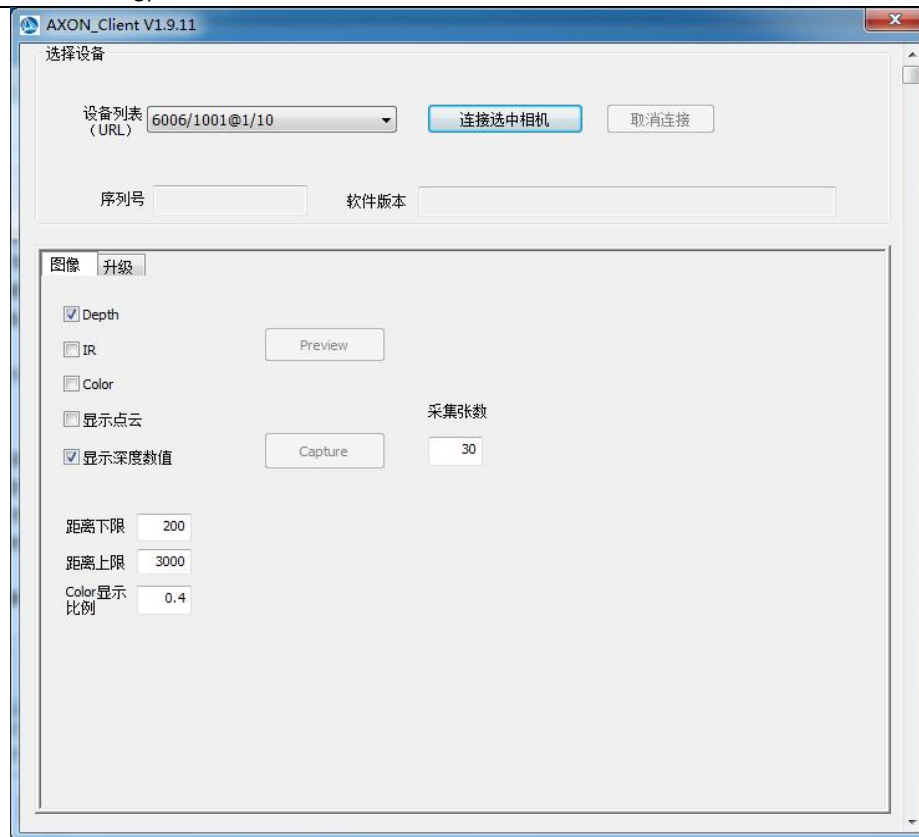 AXON_Client V1.9.11
选择设备
设备列表
(URL)
6006/1001@1/10
连接选中相机
取消连接
序列号
软件版本
图像
升级
Depth
IR
Preview
Color
采集张数
显示点云
显示深度数值
Capture
30
距离下限
200
距离上限
3000
Color显示
比例
0.4